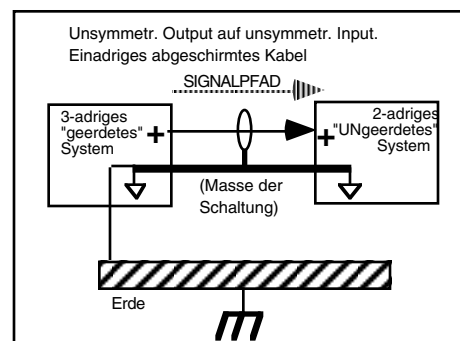 Unsymmetr. Output auf unsymmetr. Input.
Einadriges abgeschirmtes Kabel
SIGNALPFAD
3-adriges
"geerdetes"
System
+
2-adriges
"UNgeerdetes"
+ System
(Masse der
Schaltung)
Erde